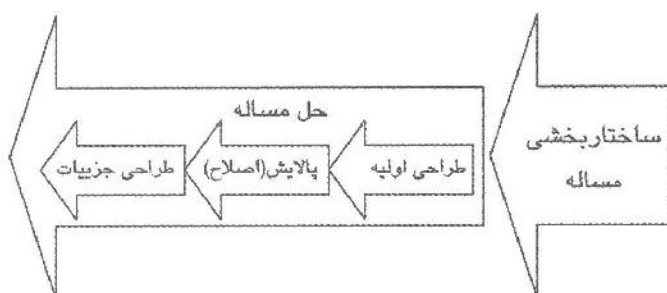 ساختاربخشی
مساله
حل مساله
طراحی اولیه
پالایش(اصلاح)
طراحی جزییات